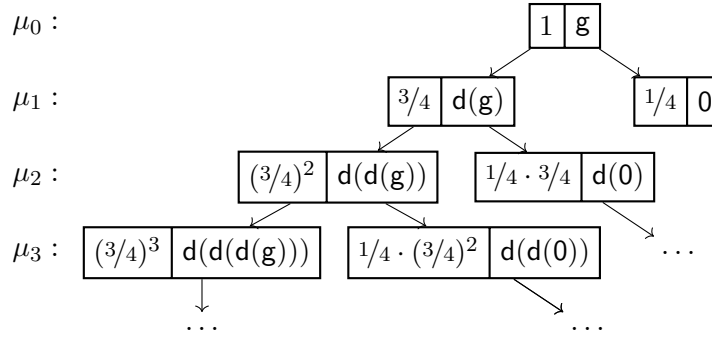 μ₀ : 1 g
μ₁ : 3/4 d(g) 1/4 0
μ₂ : (3/4)² d(d(g)) 1/4 · 3/4 d(0)
μ₃ : (3/4)³ d(d(d(g))) 1/4 · (3/4)² d(d(0)) ...
... ...